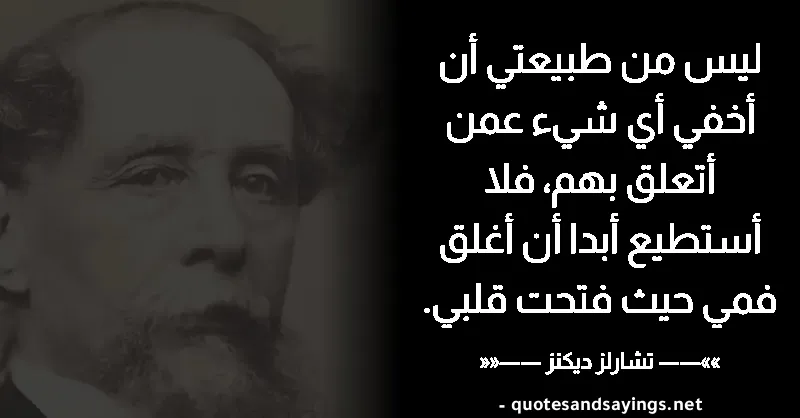 ليس من طبيعتي أن
أخفي أي شيء عمن
أتعلق بهم، فلا
أستطيع أبدا أن أغلق
فمي حيث فتحت قلبي.
»»—— تشارلز ديكنز ——««
- quotesandsayings.net